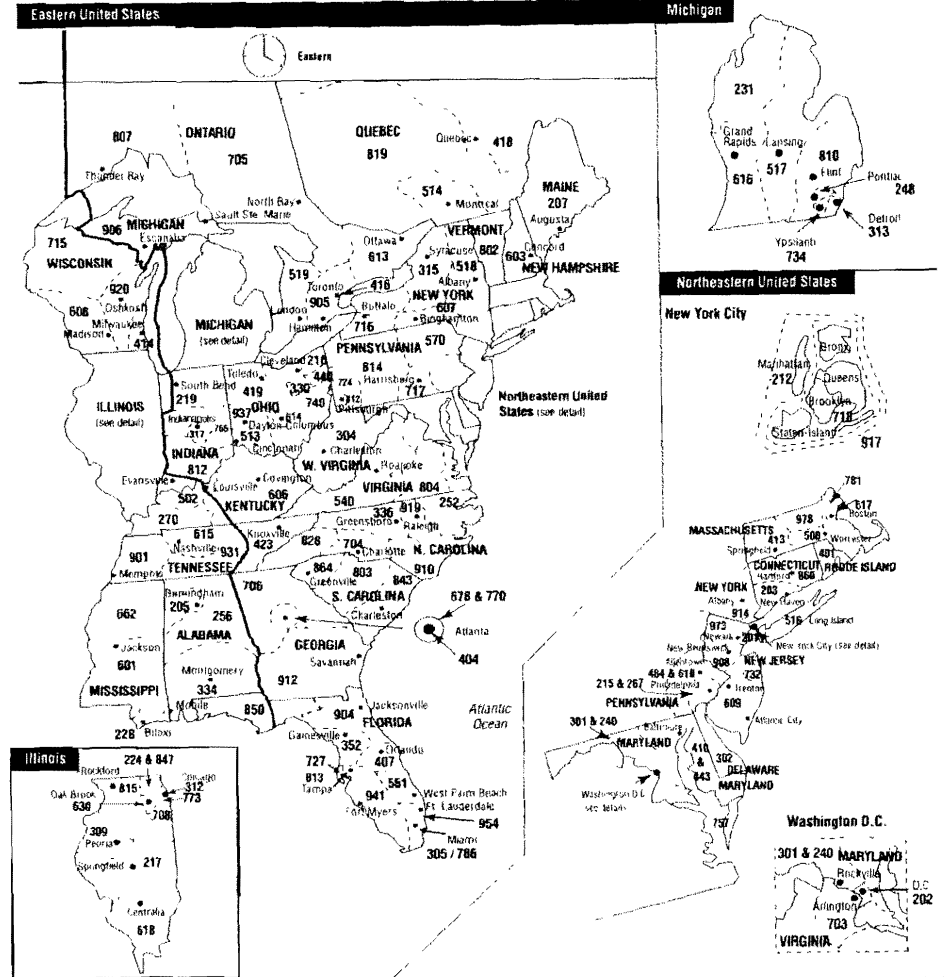 Eastern United States
Eastern
807
ONTARIO
705
QUEBEC
819
Quebec
418
Thunder Bay
514
Montreal
MAINE
207
Augusta
North Bay
Sault Ste. Marie
MICHIGAN
906
Escanaba
715
WISCONSIN
Ottawa
613
VERMONT
802
Concord
603
NEW HAMPSHIRE
Syracuse
315
518
Albany
519
Toronto
416
905
NEW YORK
607
Binghamton
920
Oshkosh
608
Milwaukee
Madison
414
MICHIGAN
(see detail)
London
Hamilton
Buffalo
716
570
PENNSYLVANIA
814
Cleveland
216
Toledo
419
440
330
724
Harrisburg
717
412
Pittsburgh
South Bend
219
ILLINOIS
(see detail)
OHIO
740
937
614
Dayton
Columbus
513
Cincinnati
Indianapolis
317
765
INDIANA
812
Northeastern United
States (see detail)
304
Charleston
W. VIRGINIA
Roanoke
Evansville
Louisville
Covington
606
502
KENTUCKY
VIRGINIA 804
540
252
270
336
919
Greensboro
Raleigh
615
Nashville
931
Knoxville
423
828
704
Charlotte
N. CAROLINA
910
901
Memphis
TENNESSEE
706
864
Greenville
803
843
S. CAROLINA
Charleston
678 & 770
Atlanta
404
Birmingham
205
256
662
ALABAMA
GEORGIA
Jackson
601
Savannah
Montgomery
334
912
MISSISSIPPI
Mobile
850
228
Biloxi
904
Jacksonville
FLORIDA
Atlantic
Ocean
Gainesville
352
Orlando
407
727
813
Tampa
561
941
West Palm Beach
Ft. Lauderdale
Fort Myers
954
Miami
305 / 786
Illinois
224 & 847
Rockford
815
Chicago
312
773
Oak Brook
630
708
309
Peoria
Springfield
217
Centralia
618
Michigan
231
Grand
Rapids
616
Lansing
517
810
Flint
Pontiac
248
Detroit
313
Ypsilanti
734
Northeastern United States
New York City
Bronx
Manhattan
212
Queens
Brooklyn
718
Staten Island
917
781
617
Boston
978
MASSACHUSETTS
413
508
Worcester
Springfield
401
CONNECTICUT
RHODE ISLAND
Hartford
860
203
New Haven
NEW YORK
Albany
914
516
Long Island
973
Newark
201
New York City (see detail)
New Brunswick
908
NEW JERSEY
732
484 & 610
215 & 267
Philadelphia
Trenton
PENNSYLVANIA
609
301 & 240
Baltimore
Atlantic City
MARYLAND
410
&
443
302
DELAWARE
MARYLAND
Washington D.C.
see details
757
Washington D.C.
301 & 240
MARYLAND
Rockville
D.C.
202
Arlington
703
VIRGINIA